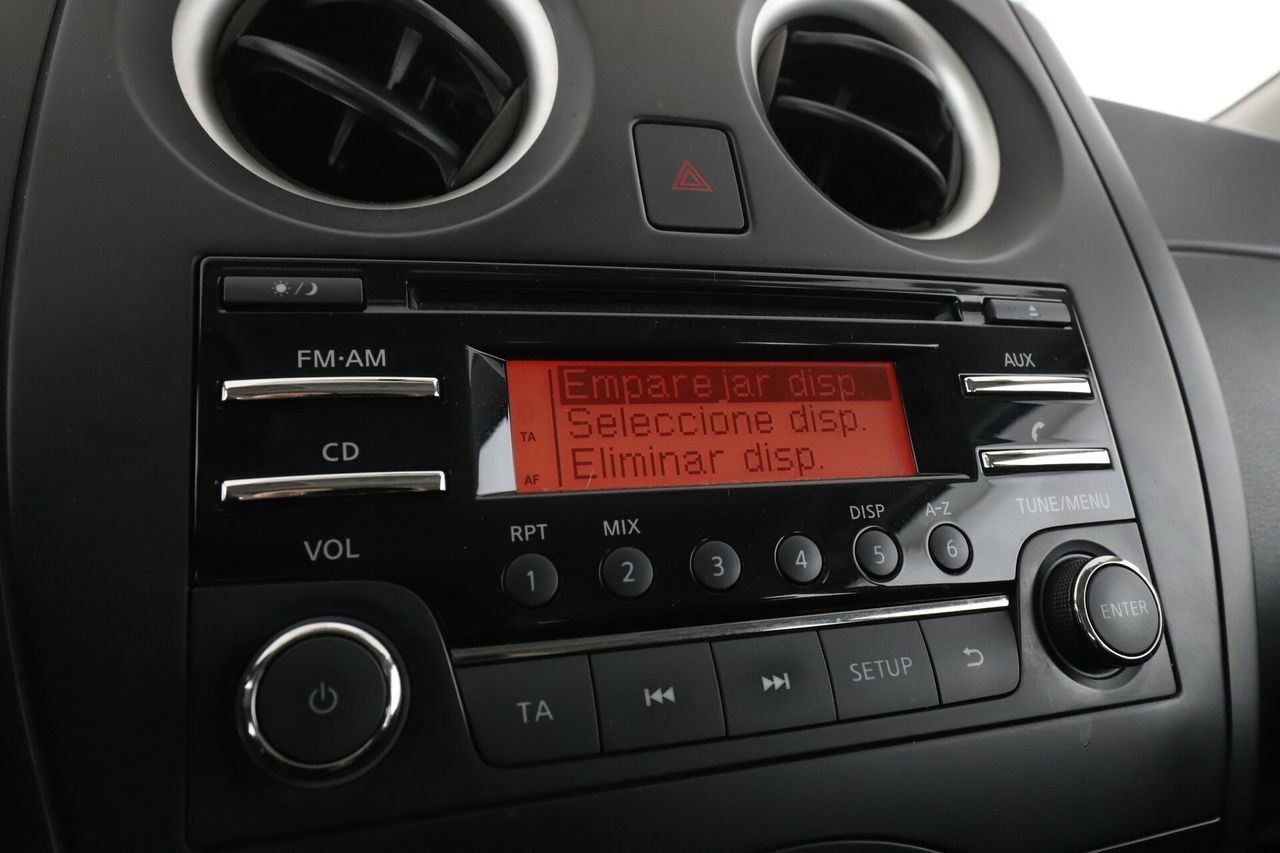 FM·AM
AUX
Emparejar disp.
Seleccione disp.
TA
Eliminar disp.
AF
CD
TUNE/MENU
VOL
RPT
MIX
DISP
A-Z
1
2
3
4
5
6
ENTER
TA
SETUP